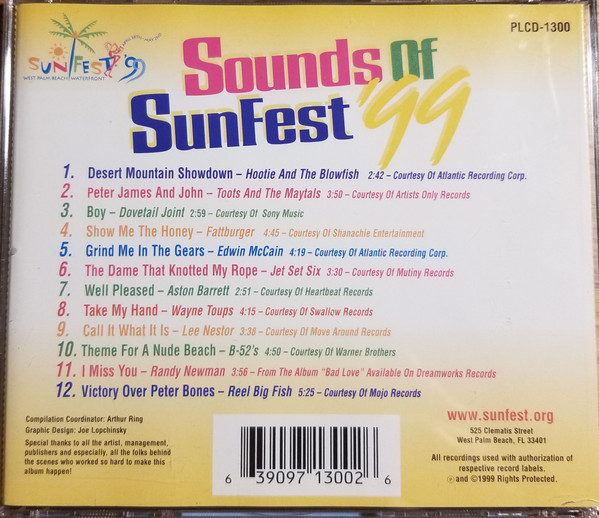 PLCD-1300
SUNFEST '99
WEST PALM BEACH WATERFRONT
Sounds Of
SunFest '99
1. Desert Mountain Showdown – Hootie And The Blowfish 2:42 – Courtesy Of Atlantic Recording Corp.
2. Peter James And John – Toots And The Maytals 3:50 – Courtesy Of Artists Only Records
3. Boy – Dovetail Joint 2:59 – Courtesy Of Sony Music
4. Show Me The Honey – Fattburger 4:45 – Courtesy Of Shanachie Entertainment
5. Grind Me In The Gears – Edwin McCain 4:19 – Courtesy Of Atlantic Recording Corp.
6. The Dame That Knotted My Rope – Jet Set Six 3:30 – Courtesy Of Mutiny Records
7. Well Pleased – Aston Barrett 2:51 – Courtesy Of Heartbeat Records
8. Take My Hand – Wayne Toups 4:15 – Courtesy Of Swallow Records
9. Call It What It Is – Lee Nestor 3:38 – Courtesy Of Move Around Records
10. Theme For A Nude Beach – B-52's 4:50 – Courtesy Of Warner Brothers
11. I Miss You – Randy Newman 3:56 – From The Album "Bad Love" Available On Dreamworks Records
12. Victory Over Peter Bones – Reel Big Fish 5:25 – Courtesy Of Mojo Records
Compilation Coordinator: Arthur Ring
Graphic Design: Joe Lopchinsky
Special thanks to all the artist, management,
publishers and especially, all the folks behind
the scenes who worked so hard to make this
album happen!
6 39097 13002 6
www.sunfest.org
525 Clematis Street
West Palm Beach, FL 33401
All recordings used with authorization of
respective record labels.
℗ and ©1999 Rights Protected.